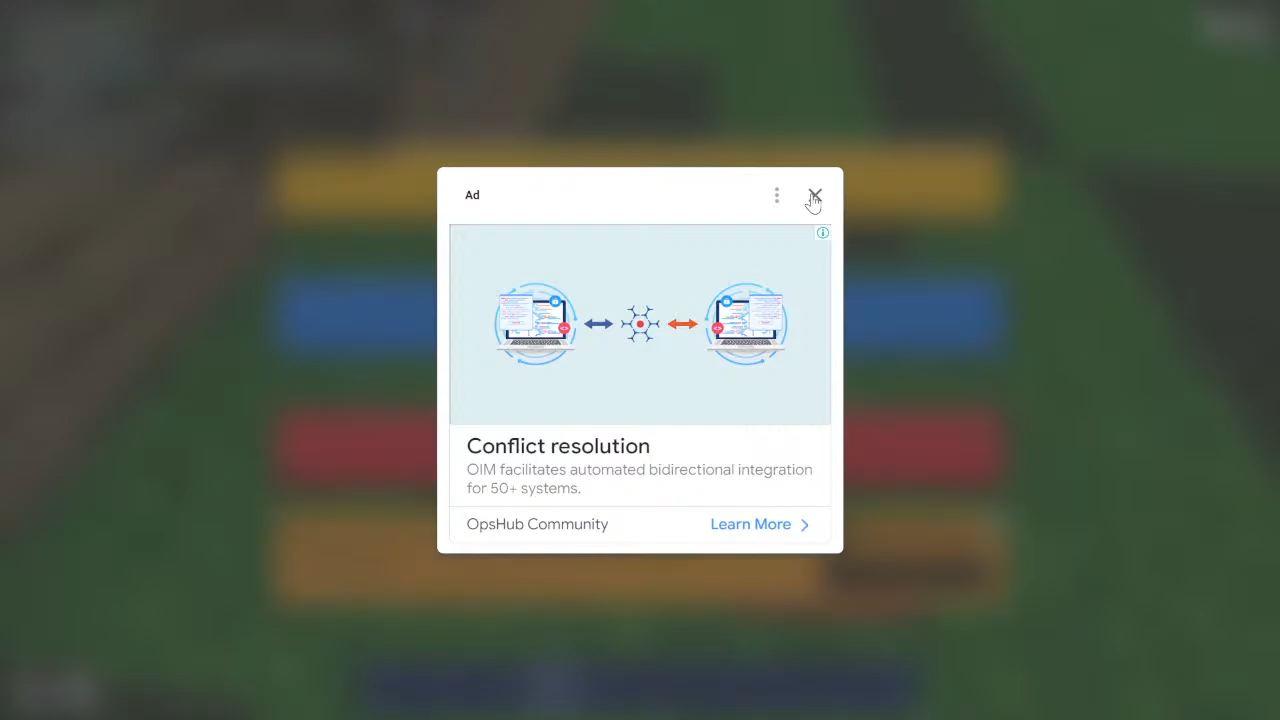 Ad
Conflict resolution
OIM facilitates automated bidirectional integration
for 50+ systems.
OpsHub Community
Learn More